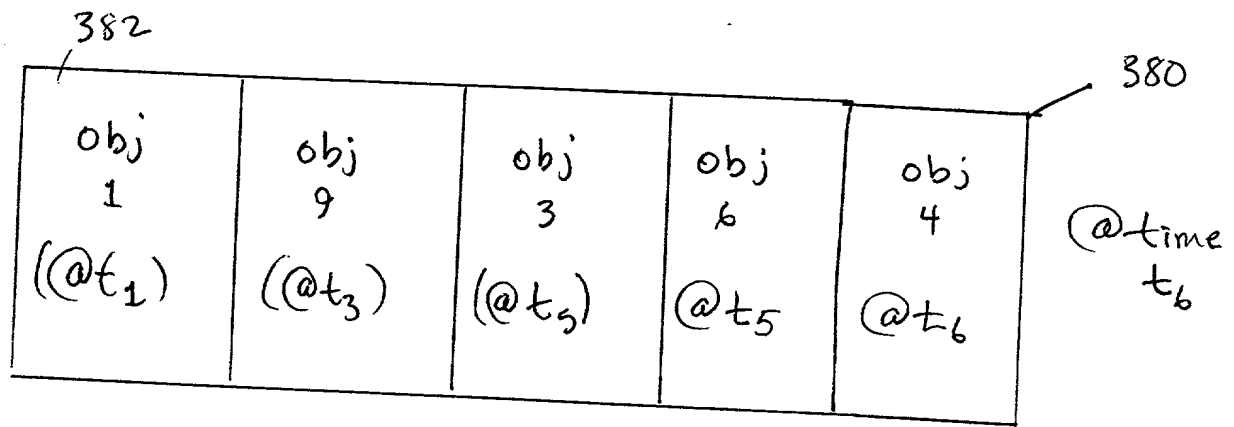 382
380
obj
1
(@t₁)
obj
9
(@t₃)
obj
3
(@t₅)
obj
6
@t₅
obj
4
@t₆
@time
t₆